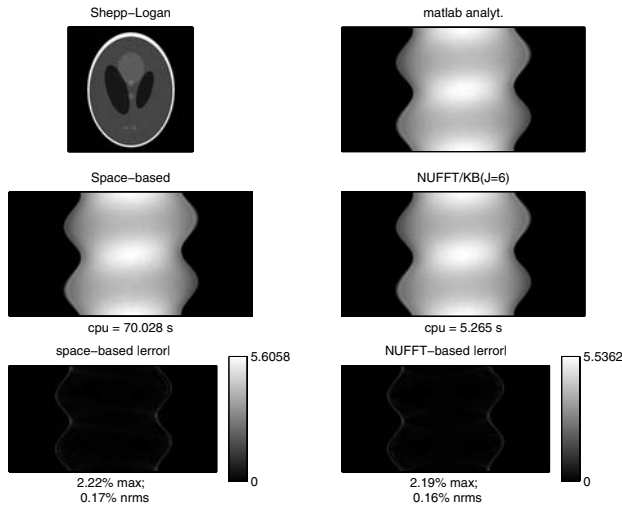 Shepp−Logan
matlab analyt.
Space−based
NUFFT/KB(J=6)
cpu = 70.028 s
cpu = 5.265 s
space−based |error|
5.6058
0
NUFFT−based |error|
5.5362
0
2.22% max;
0.17% nrms
2.19% max;
0.16% nrms